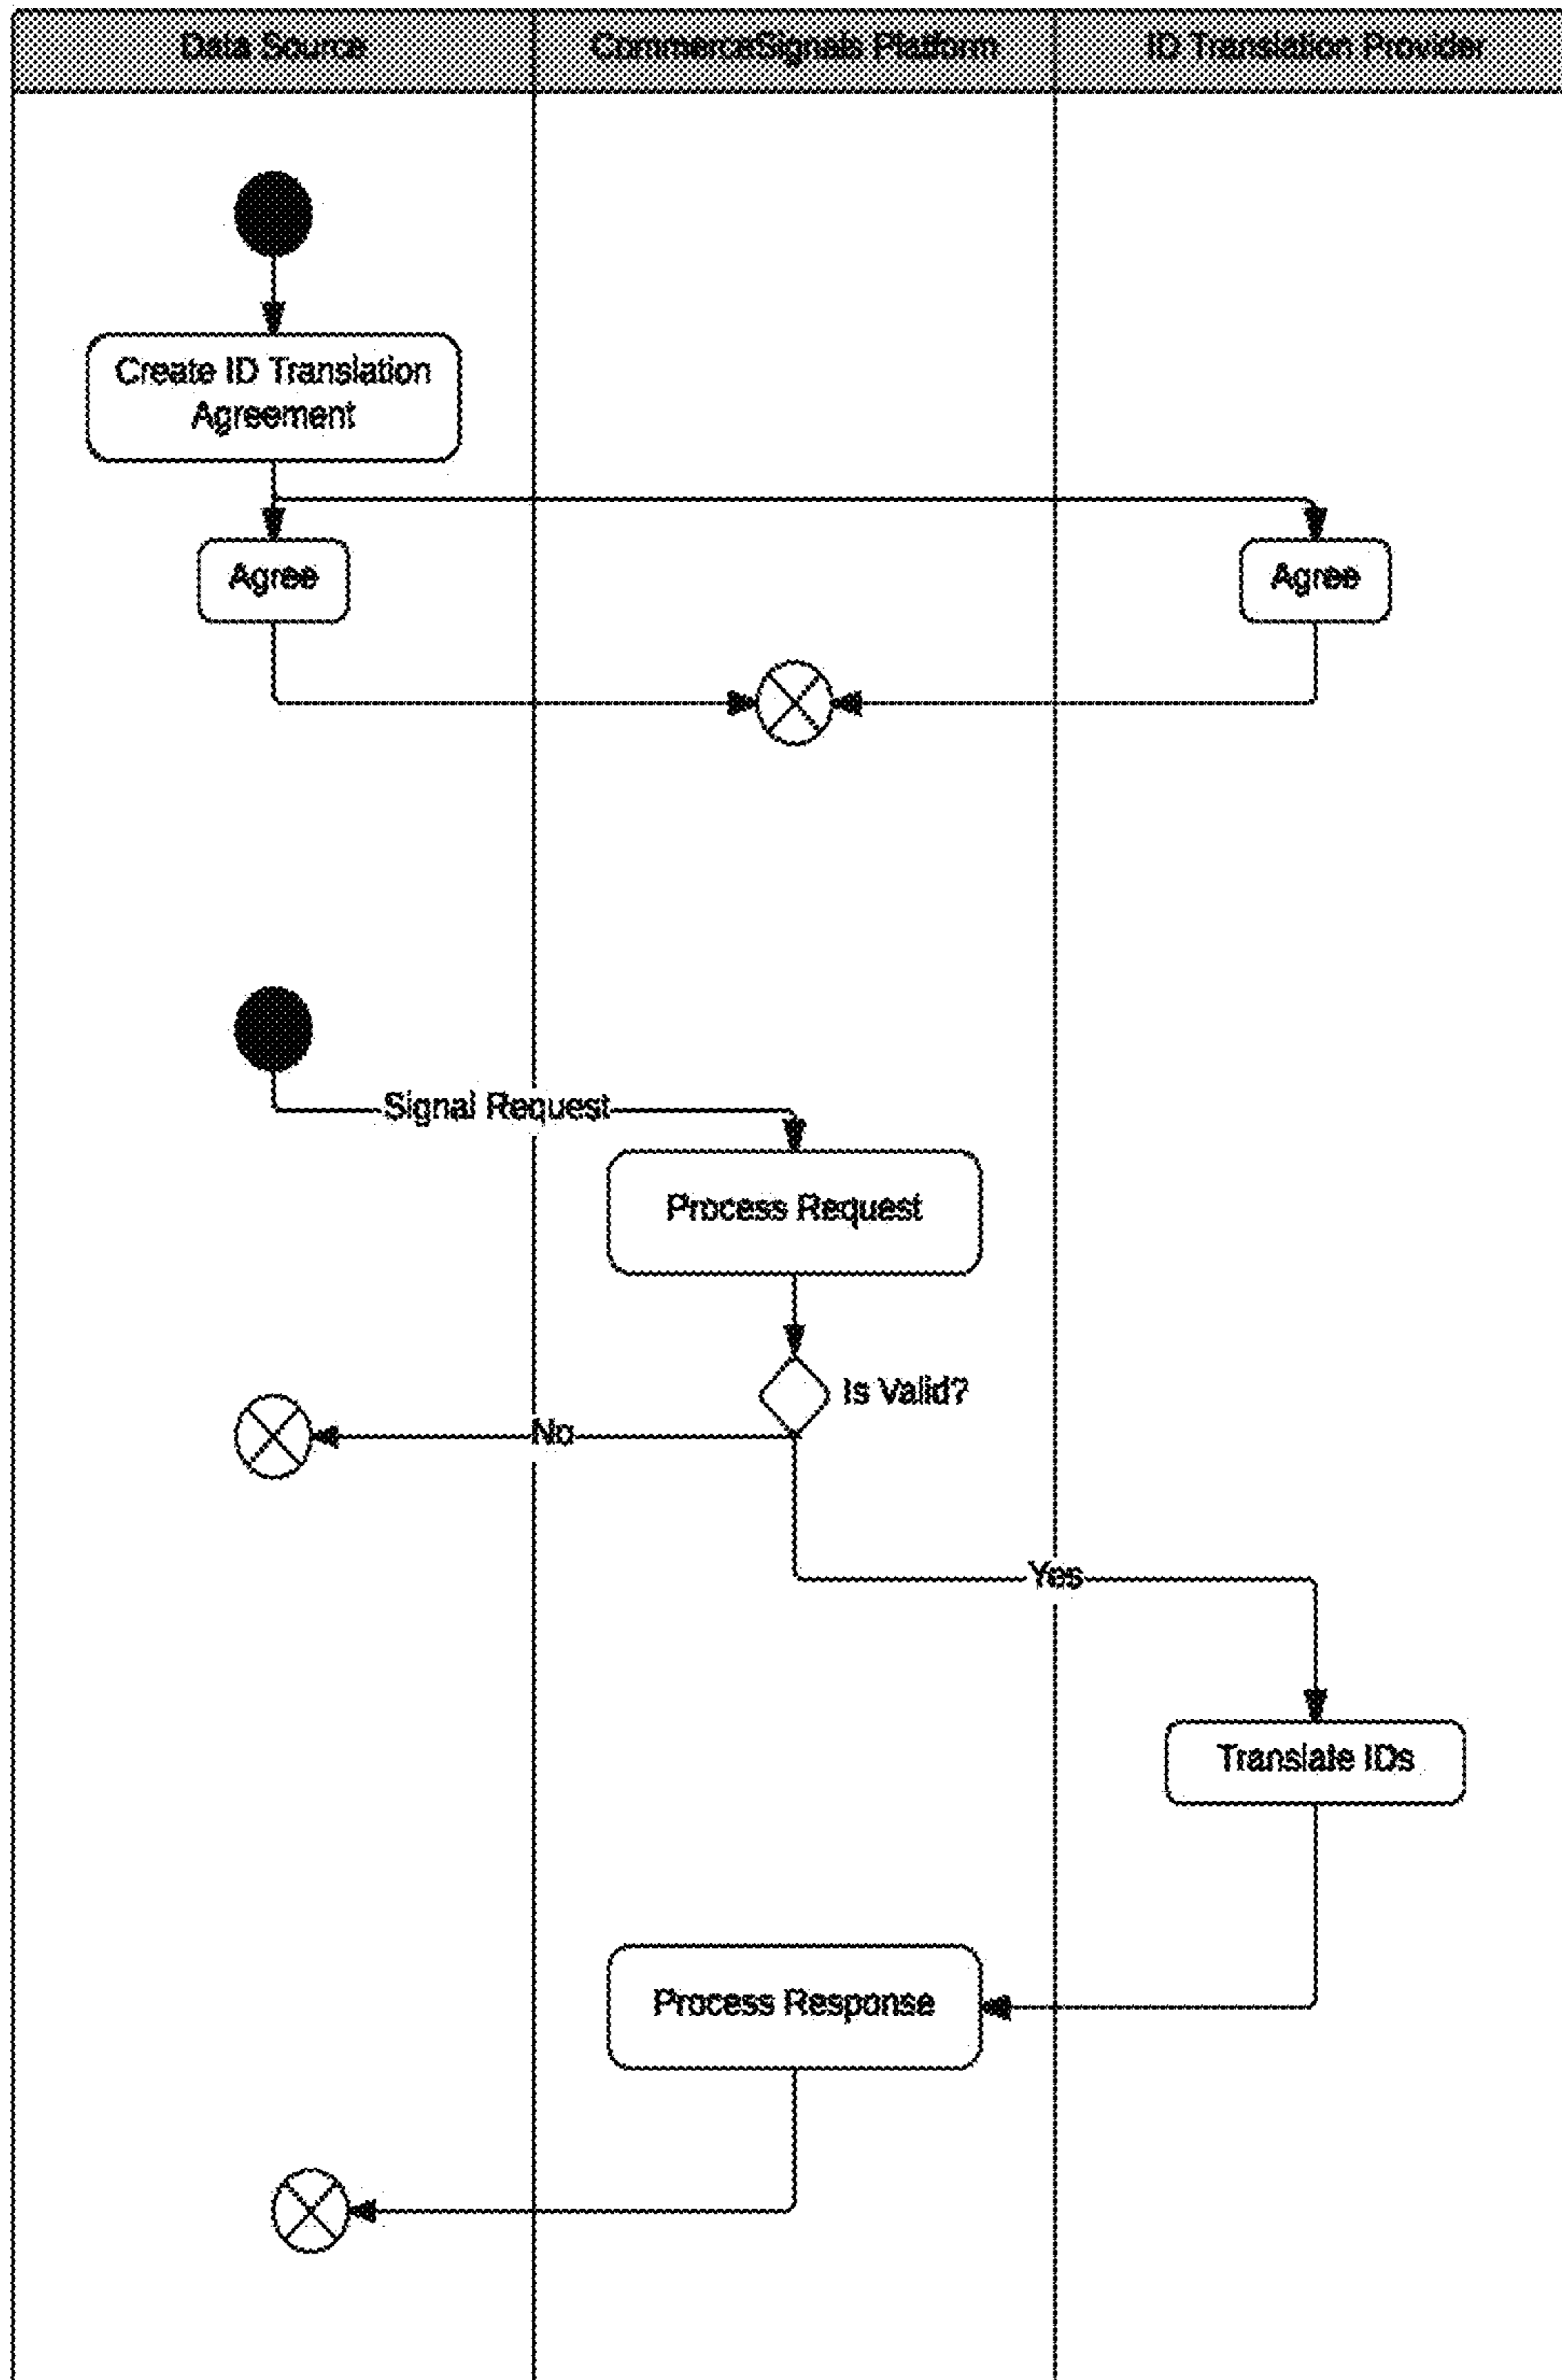 Data Source
CommerceSignals Platform
ID Translation Provider
Create ID Translation
Agreement
Agree
Agree
Signal Request
Process Request
Is Valid?
No
Yes
Translate IDs
Process Response